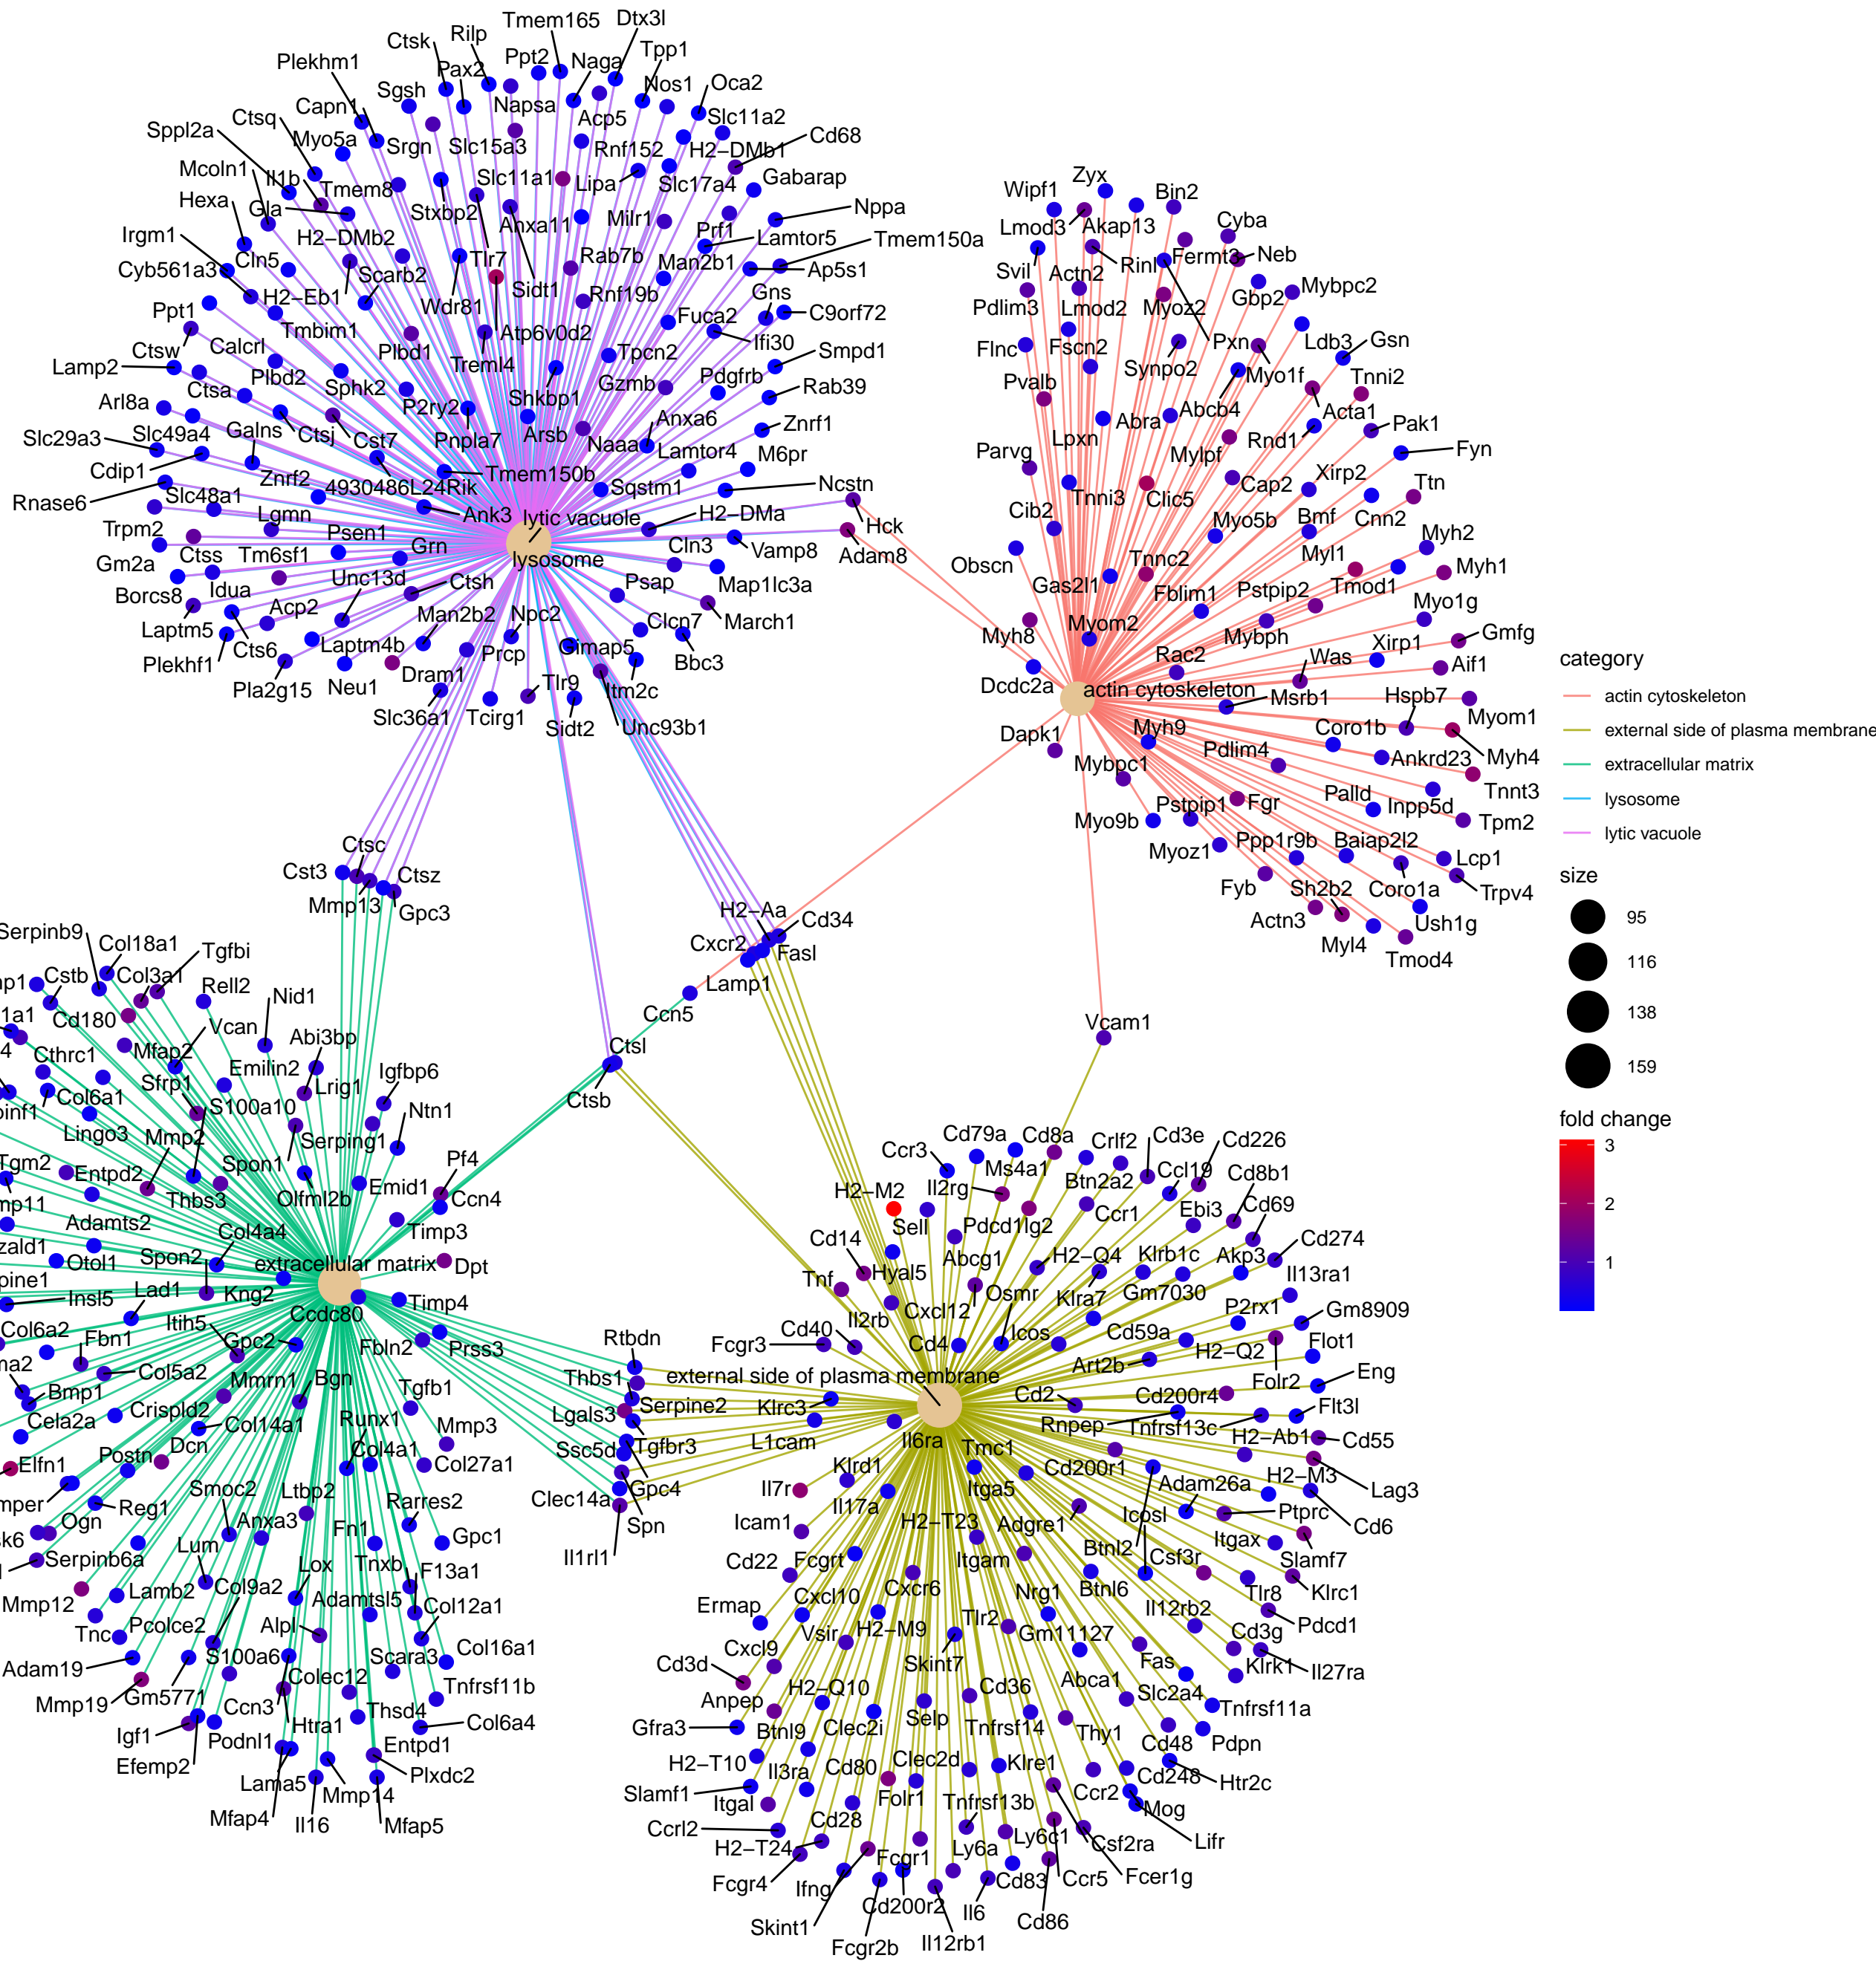 Tmem165
Dtx3l
Rilp
Ctsk
Ppt2
Tpp1
Plekhm1
Pax2
Naga
Nos1
Oca2
Sgsh
Capn1
Napsa
Acp5
Slc11a2
Ctsq
Sppl2a
Myo5a
Srgn
Slc15a3
Rnf152
H2−DMb1
Cd68
Mcoln1
Il1b
Tmem8
Slc11a1
Lipa
Slc17a4
Gabarap
Zyx
Wipf1
Bin2
Hexa
Gla
Stxbp2
Anxa11
Milr1
Prf1
Nppa
Lmod3
Akap13
Cyba
Irgm1
H2−DMb2
Lamtor5
Tmem150a
Cyb561a3
Cln5
Scarb2
Tlr7
Rab7b
Man2b1
Ap5s1
Svil
Actn2
Rinl
Fermt3
Neb
H2−Eb1
Wdr81
Sidt1
Rnf19b
Gns
C9orf72
Pdlim3
Lmod2
Myoz2
Gbp2
Mybpc2
Ppt1
Tmbim1
Plbd1
Atp6v0d2
Fuca2
Ifi30
Ctsw
Calcrl
Treml4
Tpcn2
Smpd1
Flnc
Fscn2
Synpo2
Pxn
Ldb3
Gsn
Lamp2
Ctsa
Plbd2
Sphk2
Shkbp1
Gzmb
Pdgfrb
Rab39
Pvalb
Myo1f
Tnni2
Arl8a
P2ry2
Arsb
Anxa6
Znrf1
Abra
Abcb4
Acta1
Pak1
Slc29a3
Slc49a4
Galns
Ctsj
Cst7
Pnpla7
Naaa
Lamtor4
M6pr
Parvg
Lpxn
Mylpf
Rnd1
Fyn
Cdip1
Znrf2
4930486L24Rik
Tmem150b
Sqstm1
Ncstn
Tnni3
Clic5
Cap2
Xirp2
Ttn
Rnase6
Slc48a1
Ank3
lytic vacuole
H2−DMa
Hck
Cib2
Myo5b
Bmf
Cnn2
Trpm2
Lgmn
Psen1
Grn
lysosome
Cln3
Vamp8
Adam8
Obscn
Tnnc2
Myl1
Myh2
Gm2a
Ctss
Tm6sf1
Unc13d
Ctsh
Psap
Map1lc3a
Gas2l1
Fblim1
Pstpip2
Tmod1
Myh1
Borcs8
Idua
Acp2
Man2b2
Npc2
Clcn7
March1
Myh8
Myom2
Mybph
Myo1g
Gmfg
Laptm5
Cts6
Laptm4b
Prcp
Gimap5
Bbc3
Rac2
Was
Xirp1
Aif1
Plekhf1
Pla2g15
Neu1
Dram1
Tlr9
Itm2c
Dcdc2a
actin cytoskeleton
Msrb1
Hspb7
Myom1
Slc36a1
Tcirg1
Sidt2
Unc93b1
Dapk1
Myh9
Coro1b
Myh4
Mybpc1
Pdlim4
Ankrd23
Tnnt3
Myo9b
Pstpip1
Fgr
Palld
Inpp5d
Tpm2
Myoz1
Ppp1r9b
Baiap2l2
Lcp1
Fyb
Sh2b2
Coro1a
Trpv4
Actn3
Myl4
Ush1g
Tmod4
category
actin cytoskeleton
external side of plasma membrane
extracellular matrix
lysosome
lytic vacuole
size
95
116
138
159
fold change
3
2
1
Ctsc
Cst3
Ctsz
Mmp13
Gpc3
H2−Aa
Cd34
Cxcr2
Fasl
Lamp1
Ccn5
Vcam1
Ctsl
Ctsb
Serpinb9
Col18a1
Tgfbi
Cstb
Col3a1
Rell2
Nid1
Cd180
Vcan
Cthrc1
Mfap2
Abi3bp
Col6a1
Sfrp1
Emilin2
Lrig1
Igfbp6
Lingo3
S100a10
Ntn1
Mmp2
Serping1
Entpd2
Spon1
Pf4
Thbs3
Olfml2b
Emid1
Ccn4
Adamts2
Col4a4
Timp3
Otol1
Spon2
extracellular matrix
Dpt
Insl5
Lad1
Kng2
Ccdc80
Timp4
Col6a2
Fbn1
Itih5
Gpc2
Fbln2
Prss3
Col5a2
Mmrn1
Bgn
Bmp1
Crispld2
Tgfb1
Cela2a
Col14a1
Runx1
Mmp3
Elfn1
Postn
Dcn
Col4a1
Col27a1
Reg1
Smoc2
Ltbp2
Rarres2
Ogn
Anxa3
Fn1
Gpc1
Serpinb6a
Lum
Lox
Tnxb
F13a1
Mmp12
Lamb2
Col9a2
Adamtsl5
Col12a1
Tnc
Pcolce2
Alpl
Col16a1
Adam19
S100a6
Scara3
Mmp19
Gm5771
Ccn3
Colec12
Tnfrsf11b
Igf1
Podnl1
Htra1
Thsd4
Col6a4
Efemp2
Lama5
Entpd1
Mmp14
Plxdc2
Mfap4
Il16
Mfap5
Rtbdn
Thbs1
Lgals3
Serpine2
Ssc5d
Tgfbr3
Clec14a
Gpc4
Spn
Il1rl1
Ccr3
Cd79a
Cd8a
Crlf2
Cd3e
Cd226
H2−M2
Il2rg
Ms4a1
Btn2a2
Ccl19
Cd8b1
Sell
Pdcd1lg2
Ccr1
Ebi3
Cd69
Cd14
Abcg1
H2−Q4
Klrb1c
Akp3
Cd274
Tnf
Hyal5
Cxcl12
Osmr
Klra7
Gm7030
Il13ra1
Il2rb
P2rx1
Gm8909
Cd40
Fcgr3
Cd4
Icos
Cd59a
H2−Q2
Flot1
external side of plasma membrane
Art2b
Folr2
Eng
Klrc3
Cd2
Cd200r4
Flt3l
L1cam
Il6ra
Rnpep
Tnfrsf13c
H2−Ab1
Cd55
Tmc1
Klrd1
Cd200r1
Il7r
Il17a
Itga5
Adam26a
H2−M3
Lag3
Icam1
H2−T23
Adgre1
Icosl
Ptprc
Cd6
Cd22
Fcgrt
Itgam
Btnl2
Csf3r
Itgax
Slamf7
Ermap
Cxcl10
Cxcr6
Nrg1
Btnl6
Tlr8
Klrc1
Vsir
H2−M9
Tlr2
Il12rb2
Pdcd1
Cxcl9
Skint7
Gm11127
Cd3g
Cd3d
Fas
Klrk1
Il27ra
Anpep
H2−Q10
Cd36
Abca1
Slc2a4
Tnfrsf11a
Gfra3
Btnl9
Clec2i
Selp
Tnfrsf14
Thy1
Pdpn
H2−T10
Il3ra
Cd80
Clec2d
Klre1
Cd48
Slamf1
Itgal
Folr1
Ccr2
Cd248
Htr2c
Ccrl2
Cd28
Tnfrsf13b
Mog
H2−T24
Ly6a
Ly6c1
Csf2ra
Lifr
Fcgr4
Ifng
Fcgr1
Cd83
Ccr5
Fcer1g
Skint1
Cd200r2
Il6
Cd86
Fcgr2b
Il12rb1